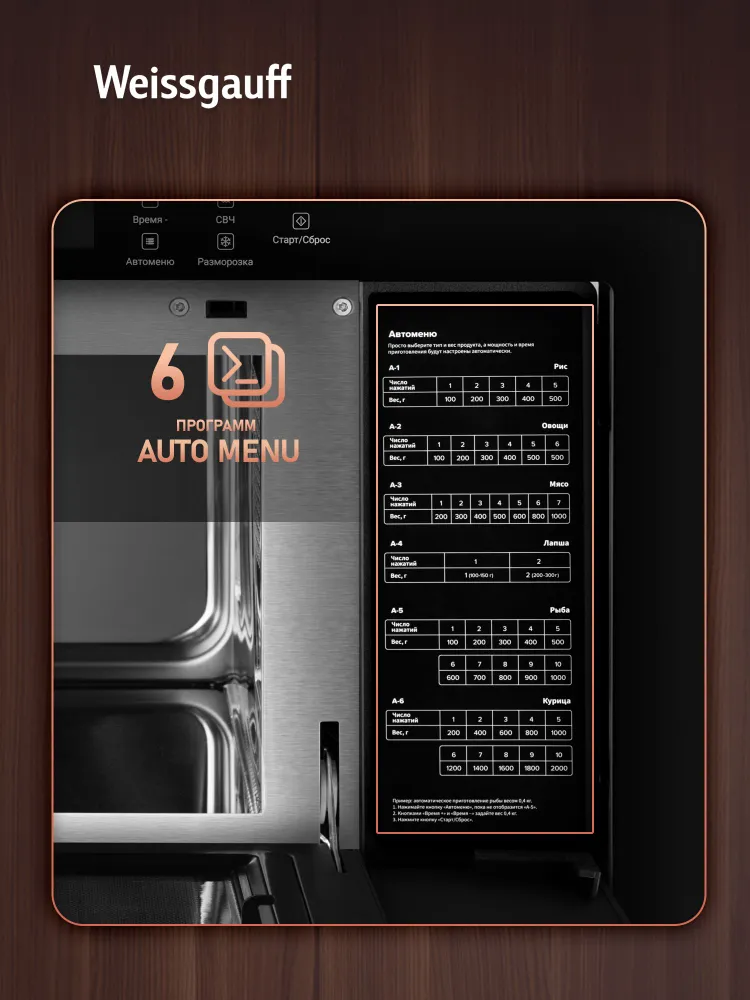 Weissgauff
Время -
СВЧ
Старт/Сброс
Автоменю
Разморозка
6
ПРОГРАММ
AUTO MENU
Автоменю
Просто выберите тип и вес продукта, а мощность и время
приготовления будут настроены автоматически.
A-1 Рис
Число нажатий 1 2 3 4 5
Вес, г 100 200 300 400 500
A-2 Овощи
Число нажатий 1 2 3 4 5 6
Вес, г 100 200 300 400 500 500
A-3 Мясо
Число нажатий 1 2 3 4 5 6 7
Вес, г 200 300 400 500 600 800 1000
A-4 Лапша
Число нажатий 1 2
Вес, г 1 (100-150 г) 2 (200-300г)
A-5 Рыба
Число нажатий 1 2 3 4 5
Вес, г 100 200 300 400 500
6 7 8 9 10
600 700 800 900 1000
A-6 Курица
Число нажатий 1 2 3 4 5
Вес, г 200 400 600 800 1000
6 7 8 9 10
1200 1400 1600 1800 2000
Пример: автоматическое приготовление рыбы весом 0,4 кг.
1. Нажимайте кнопку «Автоменю», пока не отобразится «A-5».
2. Кнопками «Время +» и «Время -» задайте вес 0,4 кг.
3. Нажмите кнопку «Старт/Сброс».